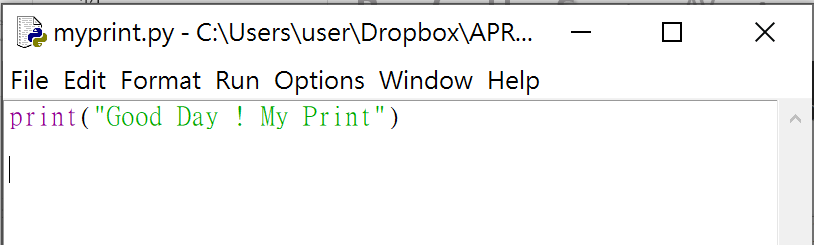 myprint.py - C:\Users\user\Dropbox\APR...
File Edit Format Run Options Window Help
print("Good Day ! My Print")